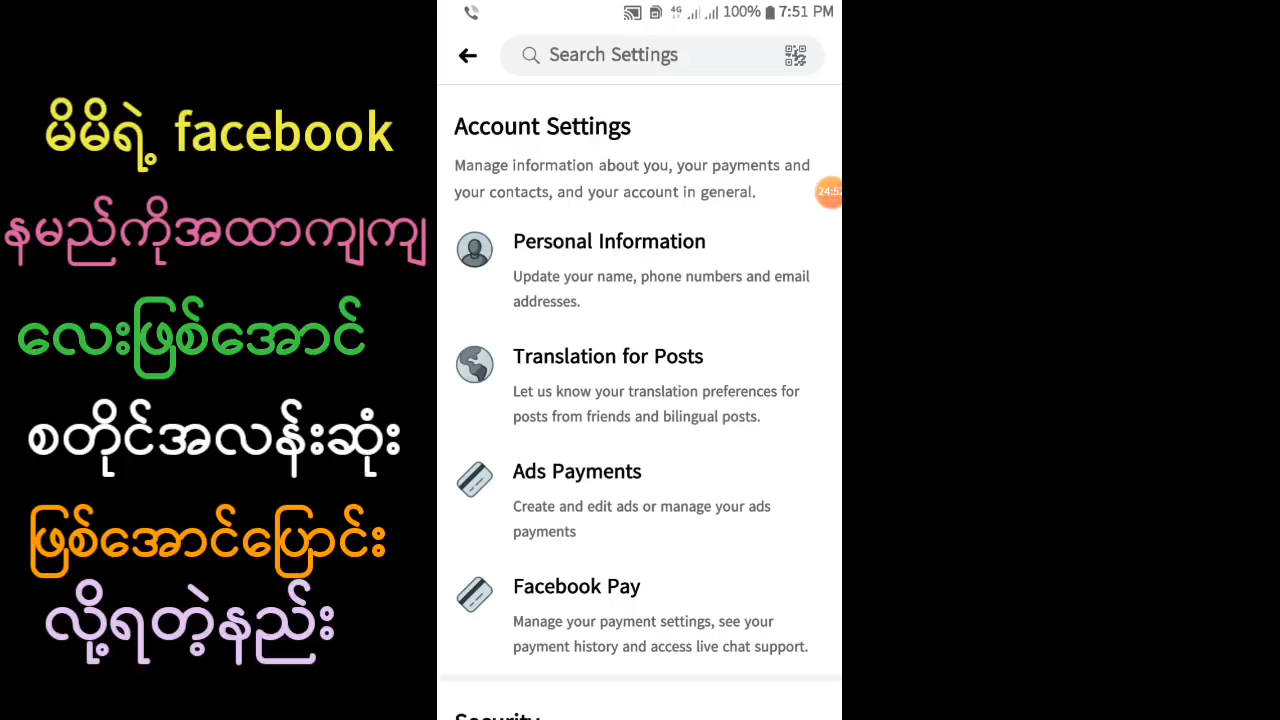 မိမိရဲ့ facebook
နမည်ကိုအထာကျကျ
လေးဖြစ်အောင်
စတိုင်အလန်းဆုံး
ဖြစ်အောင်ပြောင်း
လို့ရတဲ့နည်း
4G 100% 7:51 PM
Search Settings
Account Settings
Manage information about you, your payments and
your contacts, and your account in general.
Personal Information
Update your name, phone numbers and email
addresses.
Translation for Posts
Let us know your translation preferences for
posts from friends and bilingual posts.
Ads Payments
Create and edit ads or manage your ads
payments
Facebook Pay
Manage your payment settings, see your
payment history and access live chat support.
Security